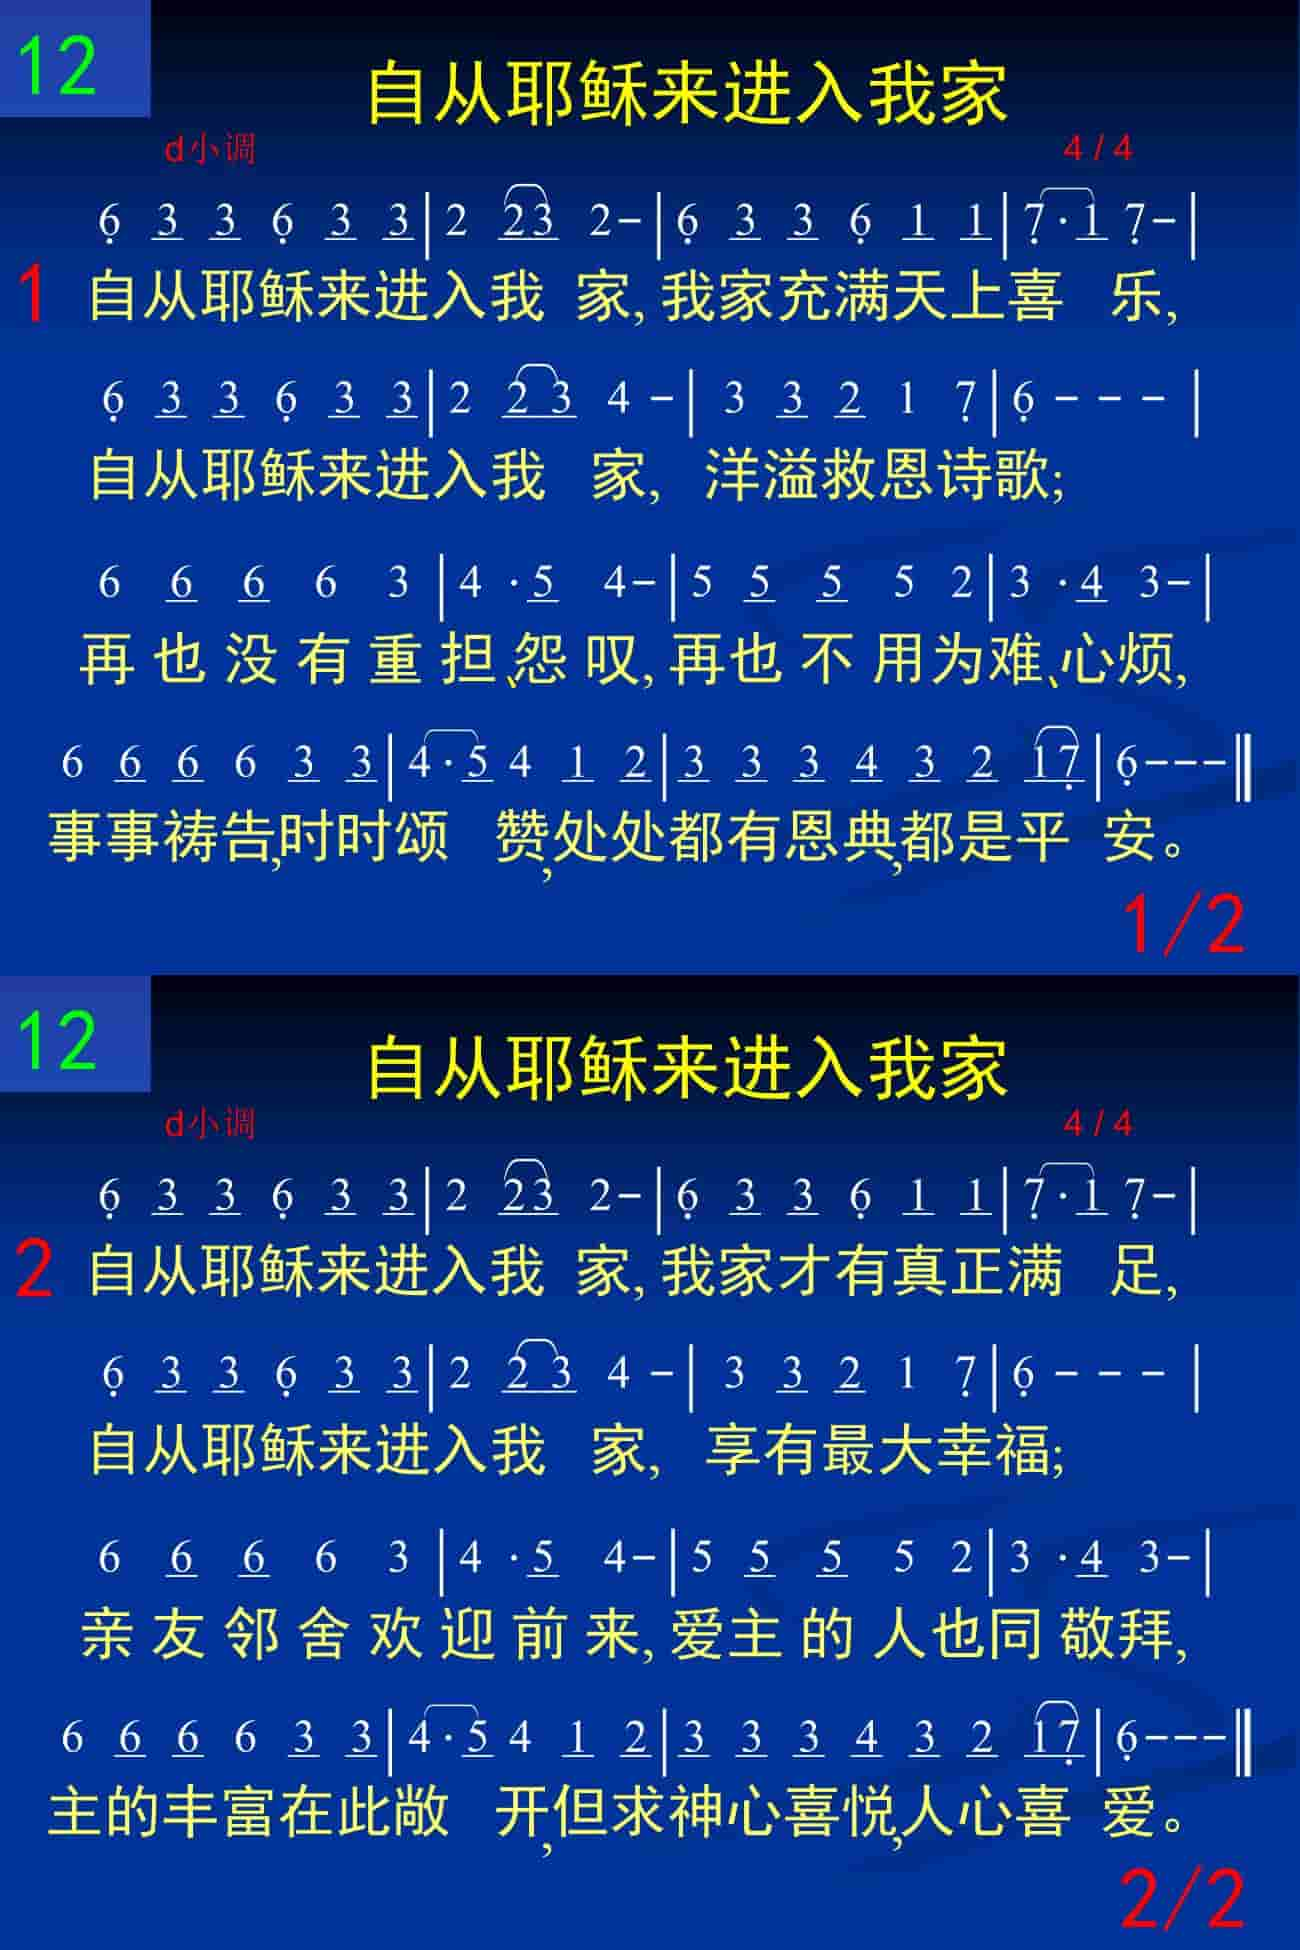 12
自从耶稣来进入我家
d小调 4/4
6̣ 3 3 6̣ 3 3|2 23 2-|6̣ 3 3 6̣ 1 1|7̣·1 7̣-|
1 自从耶稣来进入我 家,我家充满天上喜 乐,
6̣ 3 3 6̣ 3 3|2 2 3 4 -| 3 3 2 1 7̣|6̣ - - - |
自从耶稣来进入我 家, 洋溢救恩诗歌;
6 6 6 6 3 |4 ·5 4-|5 5 5 5 2|3 ·4 3-|
再也没有重担、怨叹,再也不用为难、心烦,
6 6 6 6 3 3|4·5 4 1 2|3 3 3 4 3 2 17̣|6̣---‖
事事祷告,时时颂 赞,处处都有恩典,都是平 安。
1/2
12
自从耶稣来进入我家
d小调 4/4
6̣ 3 3 6̣ 3 3|2 23 2-|6̣ 3 3 6̣ 1 1|7̣·1 7̣-|
2 自从耶稣来进入我 家,我家才有真正满 足,
6̣ 3 3 6̣ 3 3|2 2 3 4 -| 3 3 2 1 7̣|6̣ - - - |
自从耶稣来进入我 家, 享有最大幸福;
6 6 6 6 3 |4 ·5 4-|5 5 5 5 2|3 ·4 3-|
亲友邻舍欢迎前来,爱主的人也同敬拜,
6 6 6 6 3 3|4·5 4 1 2|3 3 3 4 3 2 17̣|6̣---‖
主的丰富在此敞 开,但求神心喜悦,人心喜 爱。
2/2